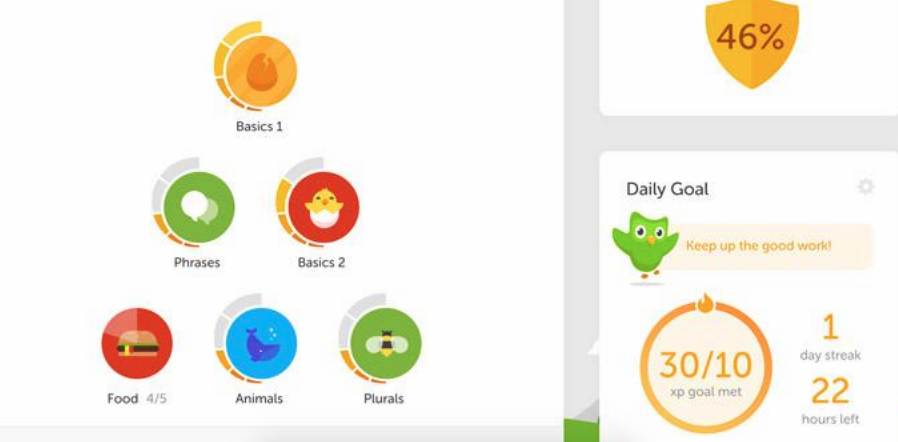 Basics 1
Phrases
Basics 2
Food 4/5
Animals
Plurals
46%
Daily Goal
Keep up the good work!
30/10
xp goal met
1
day streak
22
hours left